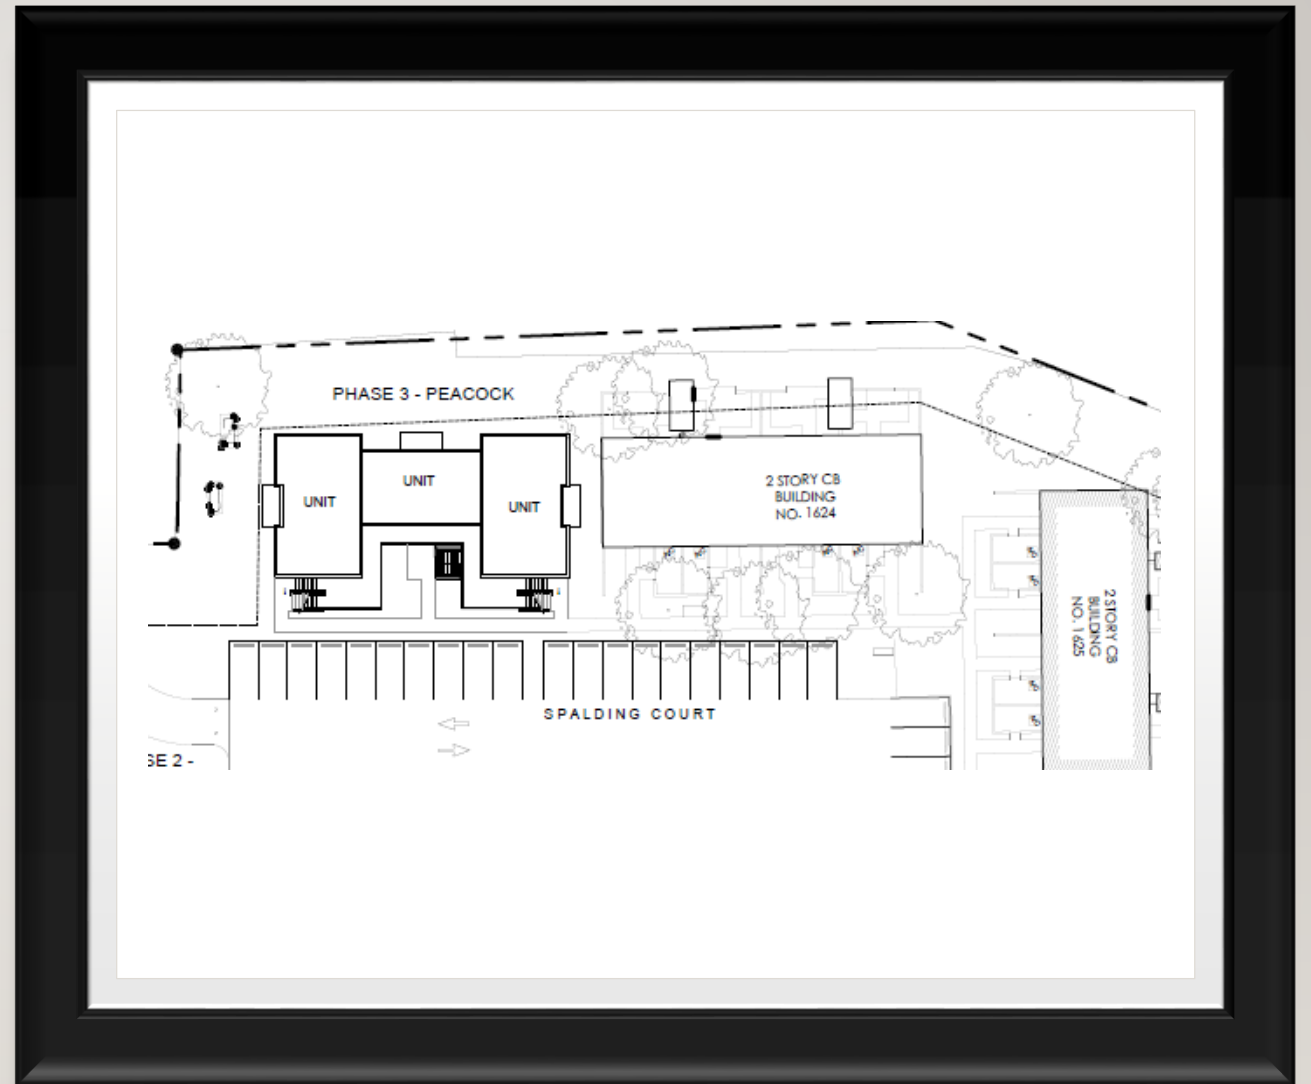 PHASE 3 - PEACOCK
UNIT
UNIT
UNIT
2 STORY CB
BUILDING
NO. 1624
2 STORY CB
BUILDING
NO. 1625
SPALDING COURT
SE 2 -